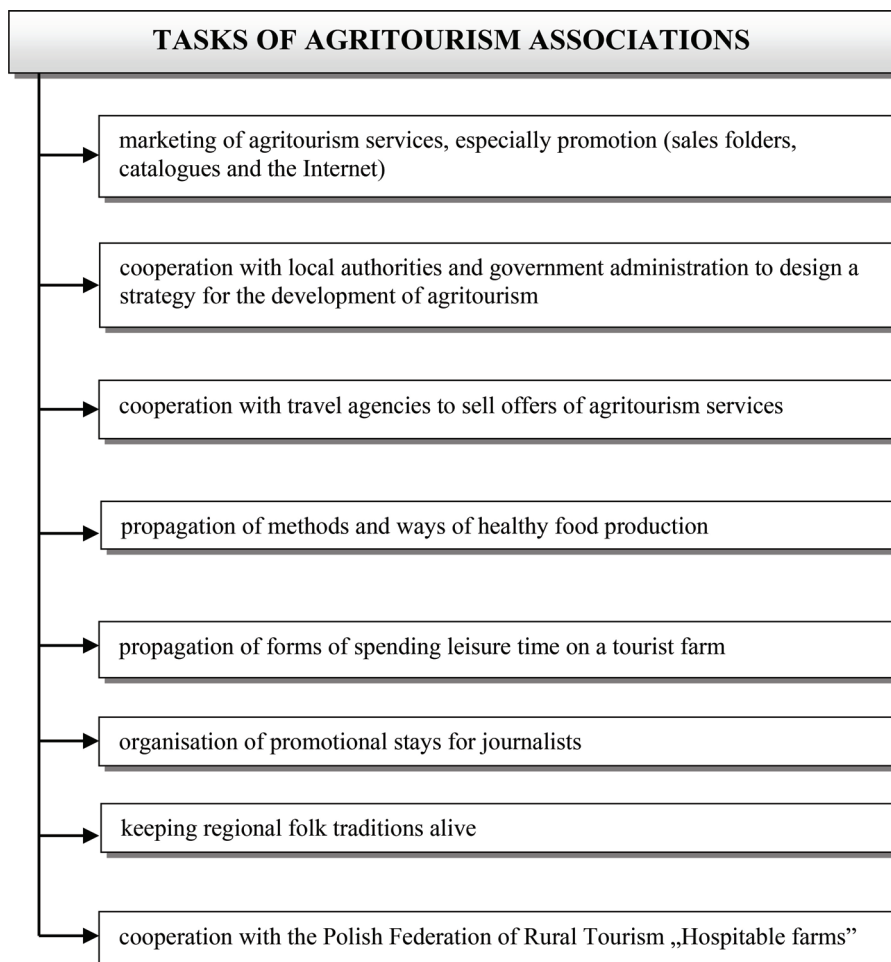 TASKS OF AGRITOURISM ASSOCIATIONS
marketing of agritourism services, especially promotion (sales folders,
catalogues and the Internet)
cooperation with local authorities and government administration to design a
strategy for the development of agritourism
cooperation with travel agencies to sell offers of agritourism services
propagation of methods and ways of healthy food production
propagation of forms of spending leisure time on a tourist farm
organisation of promotional stays for journalists
keeping regional folk traditions alive
cooperation with the Polish Federation of Rural Tourism „Hospitable farms”